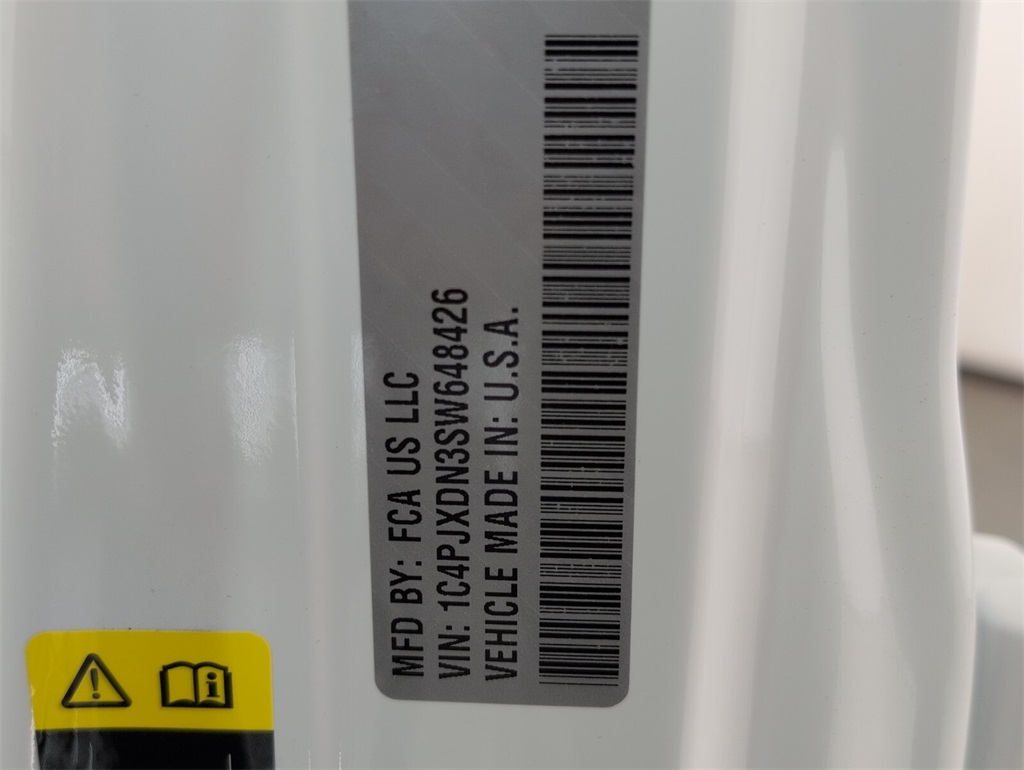 MFD BY: FCA US LLC
VIN: 1C4PJXDN3SW648426
VEHICLE MADE IN: U.S.A.